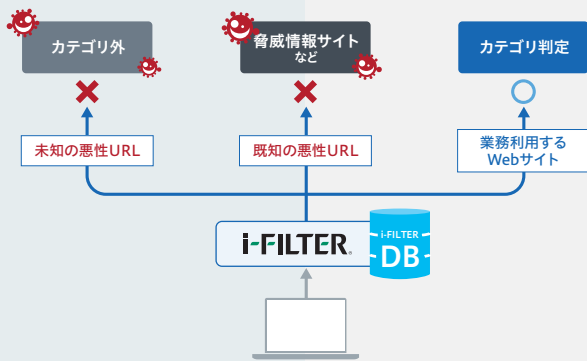 カテゴリ外
脅威情報サイト
など
カテゴリ判定
未知の悪性URL
既知の悪性URL
業務利用する
Webサイト
i-FILTER®
i-FILTER
DB